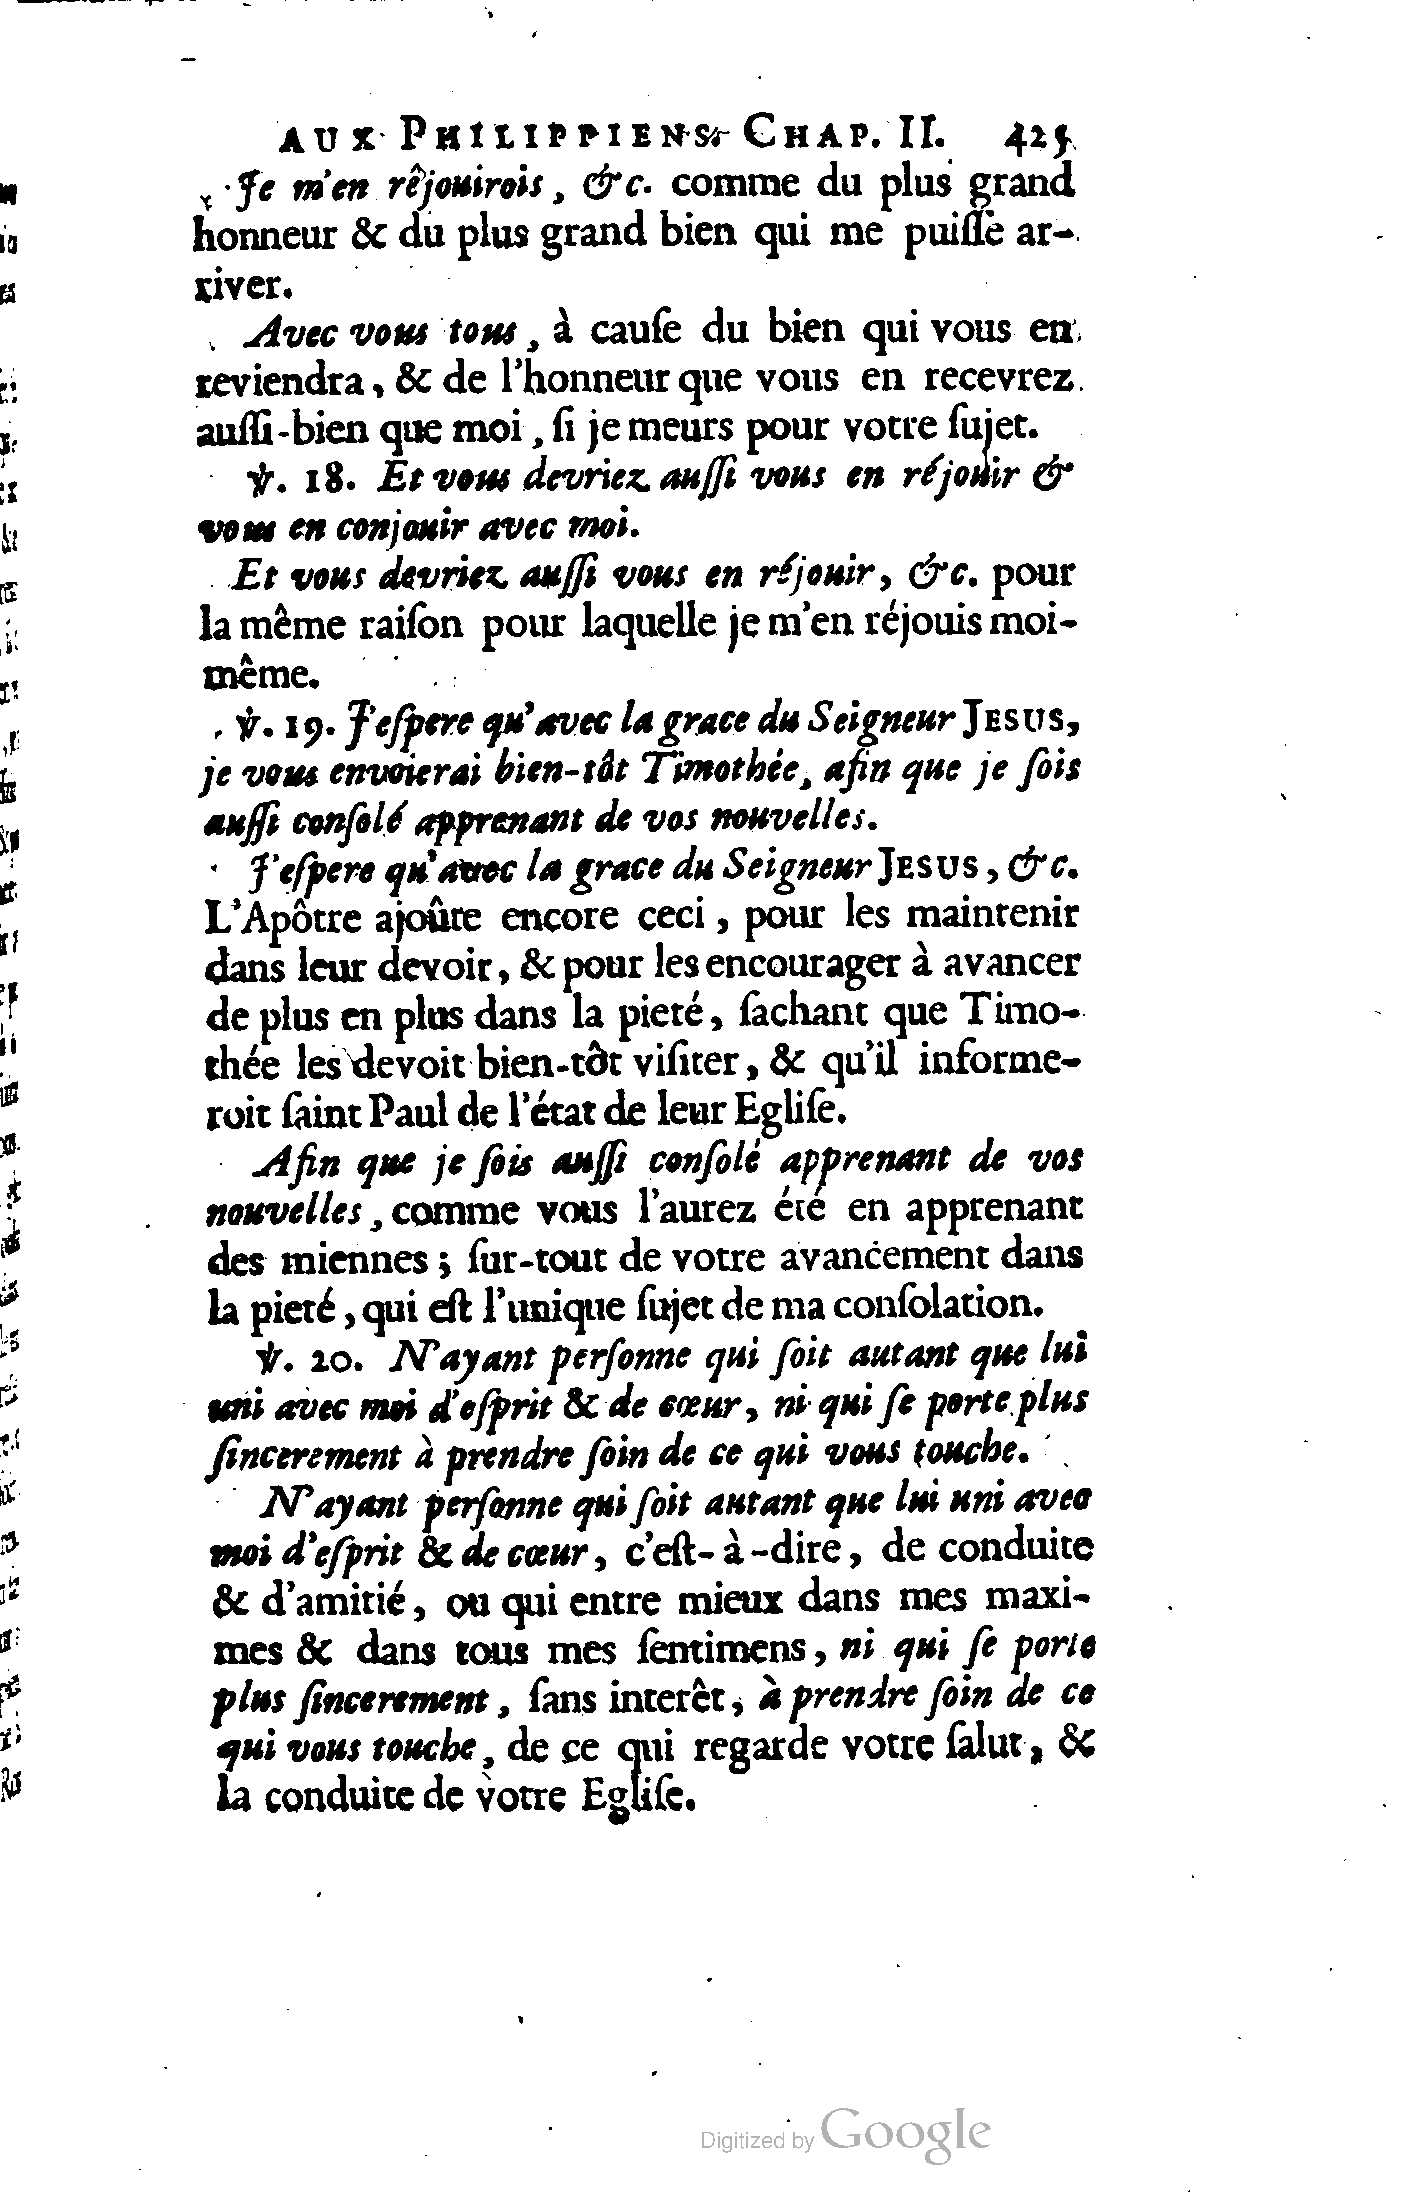 AUX PHILIPPIENS, CHAP. II. 425
Je m'en rêjouirois, &c. comme du plus grand
honneur & du plus grand bien qui me puiſſe ar-
river.
Avec vous tous, à cauſe du bien qui vous en
reviendra, & de l'honneur que vous en recevrez
auſſi-bien que moi, ſi je meurs pour votre ſujet.
℣. 18. Et vous devriez auſſi vous en réjouir &
vous en conjouir avec moi.
Et vous devriez auſſi vous en réjouir, &c. pour
la même raiſon pour laquelle je m'en réjouis moi-
même.
℣. 19. J'eſpere qu'avec la grace du Seigneur JESUS,
je vous envoierai bien-tôt Timothée, afin que je ſois
auſſi conſolé apprenant de vos nouvelles.
J'eſpere qu'avec la grace du Seigneur JESUS, &c.
L'Apôtre ajoûte encore ceci, pour les maintenir
dans leur devoir, & pour les encourager à avancer
de plus en plus dans la pieté, ſachant que Timo-
thée les devoit bien-tôt viſiter, & qu'il informe-
roit ſaint Paul de l'état de leur Egliſe.
Afin que je ſois auſſi conſolé apprenant de vos
nouvelles, comme vous l'aurez été en apprenant
des miennes; ſur-tout de votre avancement dans
la pieté, qui eſt l'unique ſujet de ma conſolation.
℣. 20. N'ayant perſonne qui ſoit autant que lui
uni avec moi d'eſprit & de cœur, ni qui ſe porte plus
ſincerement à prendre ſoin de ce qui vous touche.
N'ayant perſonne qui ſoit autant que lui uni avec
moi d'eſprit & de cœur, c'eſt-à-dire, de conduite
& d'amitié, ou qui entre mieux dans mes maxi-
mes & dans tous mes ſentimens, ni qui ſe porte
plus ſincerement, ſans interêt, à prendre ſoin de ce
qui vous touche, de ce qui regarde votre ſalut, &
la conduite de votre Egliſe.
Digitized by Google